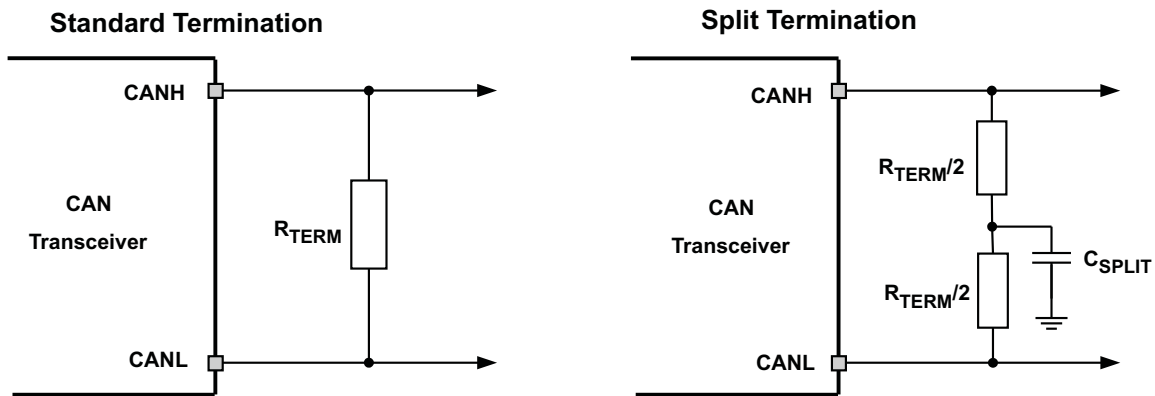 Standard Termination
CANH
CAN
Transceiver
RTERM
CANL
Split Termination
CANH
RTERM/2
CAN
Transceiver
CSPLIT
RTERM/2
CANL